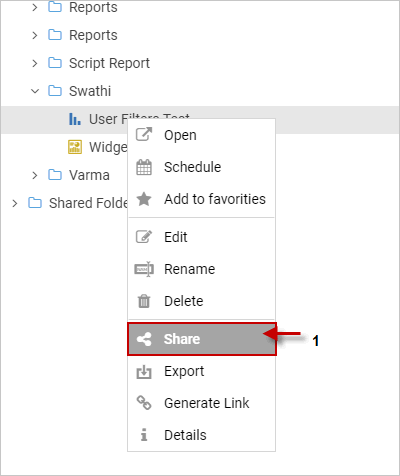 Reports
Reports
Script Report
Swathi
User Filters Test
Open
Widge
Schedule
Varma
Add to favorities
Shared Folde
Edit
Rename
Delete
Share
1
Export
Generate Link
Details